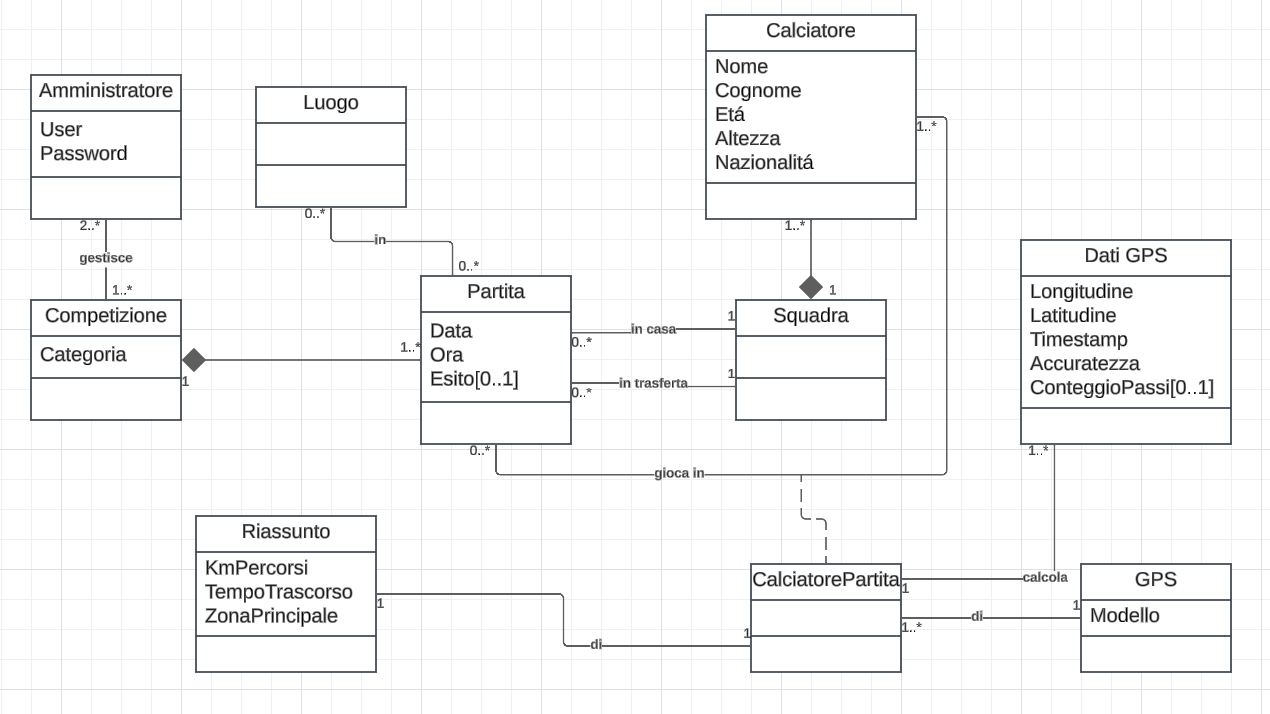 Calciatore
Nome
Cognome
Etá
Altezza
Nazionalitá
Amministratore
User
Password
Luogo
1..*
2..*
0..*
1..*
gestisce
in
0..*
1..*
1
Dati GPS
Longitudine
Latitudine
Timestamp
Accuratezza
ConteggioPassi[0..1]
Competizione
Categoria
1
Partita
Data
Ora
Esito[0..1]
1..*
in casa
1
0..*
in trasferta
1
0..*
Squadra
0..*
gioca in
1..*
Riassunto
KmPercorsi
TempoTrascorso
ZonaPrincipale
1
di
1
CalciatorePartita
1
calcola
1..*
di
1
GPS
Modello